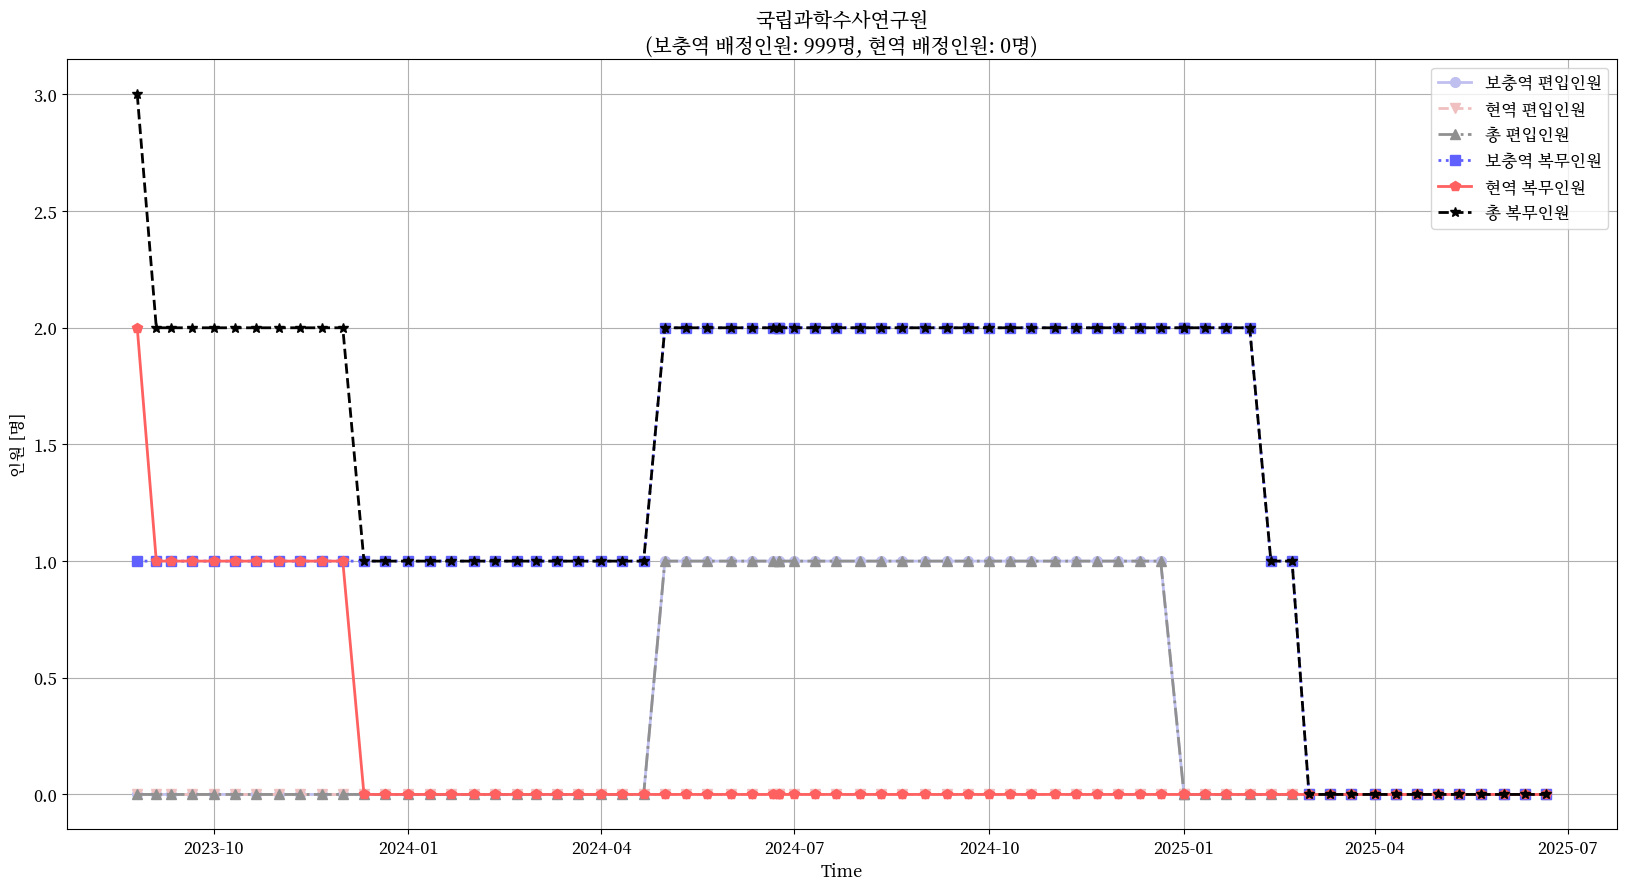 국립과학수사연구원
(보충역 배정인원: 999명, 현역 배정인원: 0명)
보충역 편입인원
현역 편입인원
총 편입인원
보충역 복무인원
현역 복무인원
총 복무인원
인원 [명]
3.0
2.5
2.0
1.5
1.0
0.5
0.0
2023-10
2024-01
2024-04
2024-07
2024-10
2025-01
2025-04
2025-07
Time